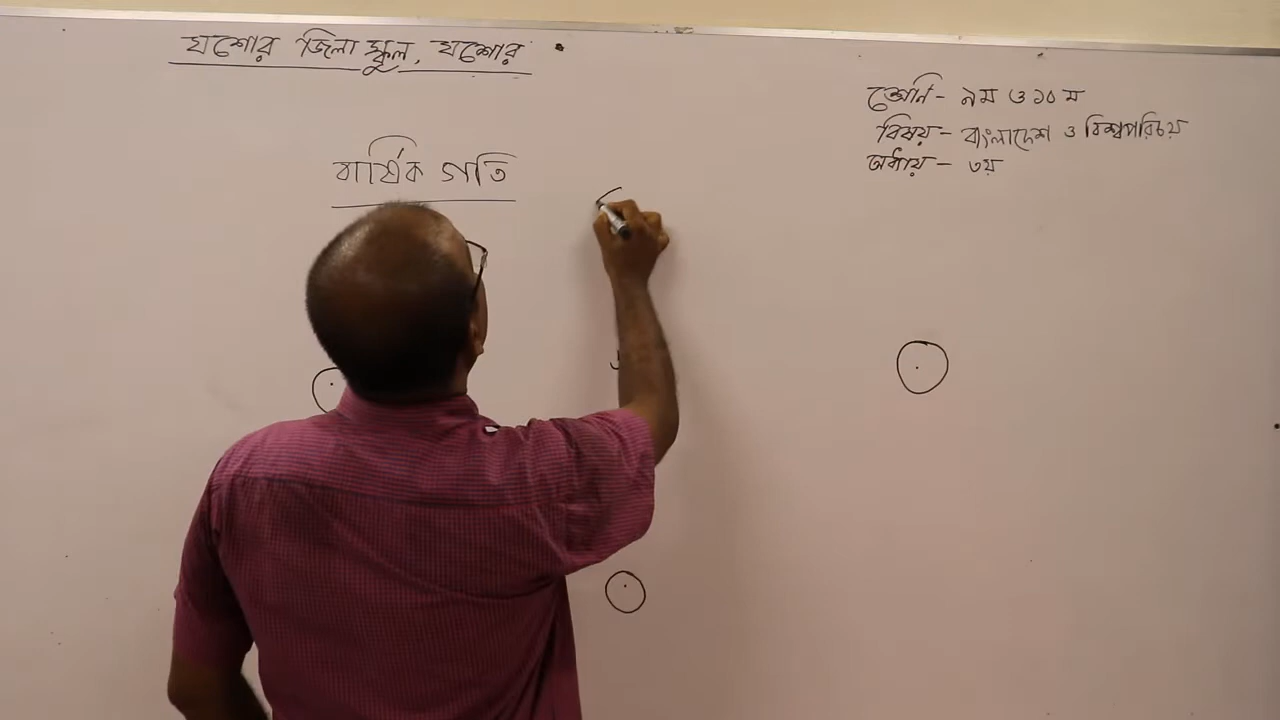 যশোর জিলা স্কুল, যশোর
শ্রেণি - ৯ম ও ১০ম
বিষয় - বাংলাদেশ ও বিশ্বপরিচয়
অধ্যায় - ৩য়
বার্ষিক গতি